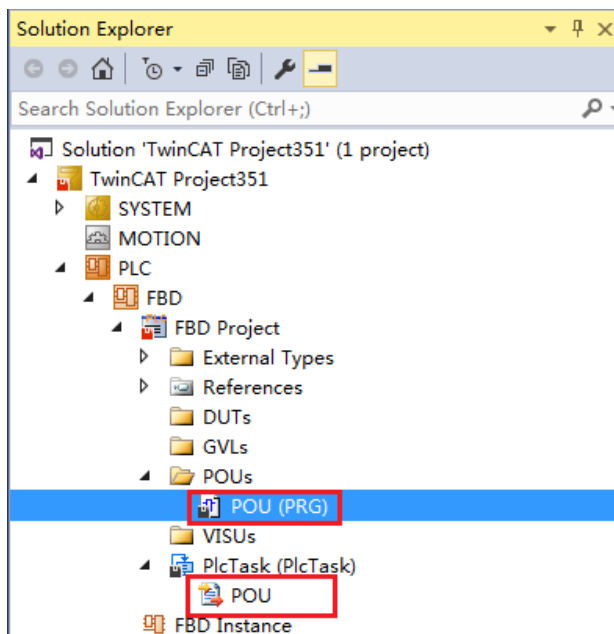 Solution Explorer
Search Solution Explorer (Ctrl+;)
Solution 'TwinCAT Project351' (1 project)
TwinCAT Project351
SYSTEM
MOTION
PLC
FBD
FBD Project
External Types
References
DUTs
GVLs
POUs
POU (PRG)
VISUs
PlcTask (PlcTask)
POU
FBD Instance